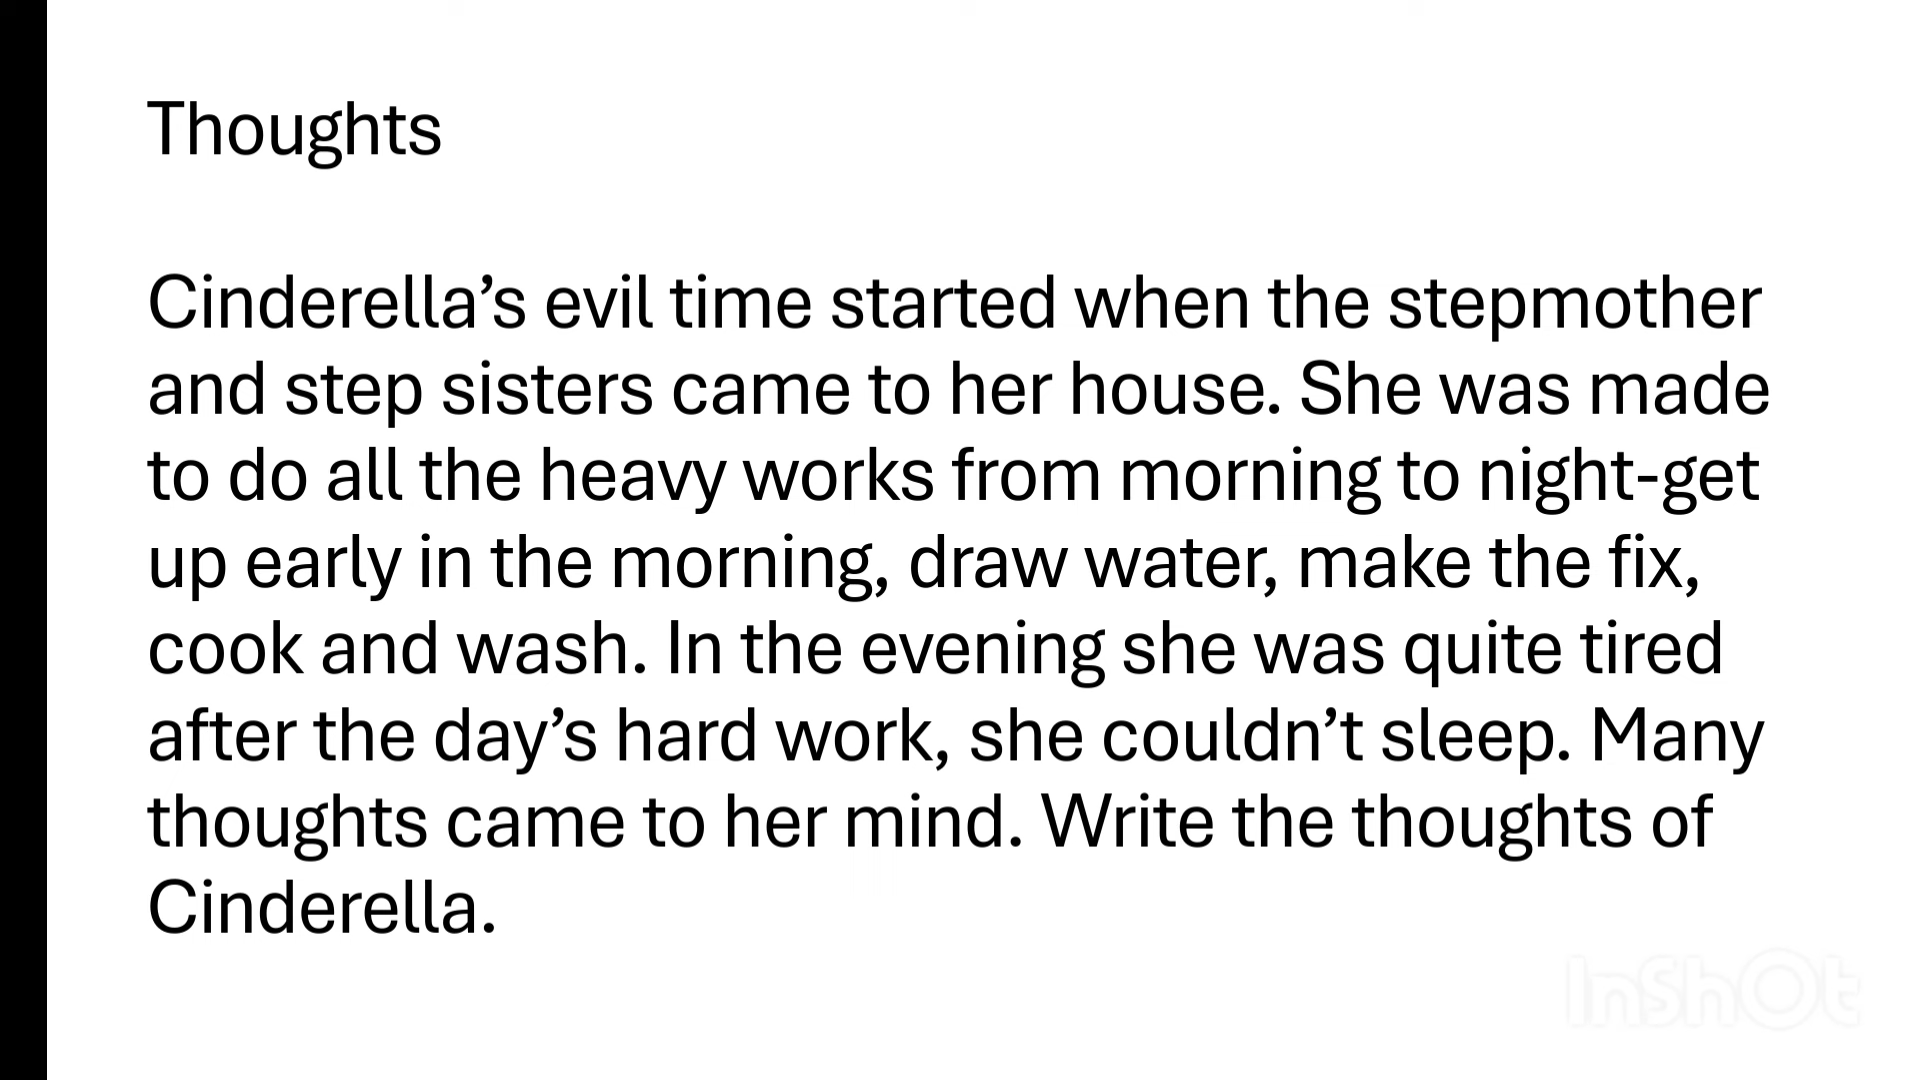 Thoughts
Cinderella’s evil time started when the stepmother
and step sisters came to her house. She was made
to do all the heavy works from morning to night-get
up early in the morning, draw water, make the fix,
cook and wash. In the evening she was quite tired
after the day’s hard work, she couldn’t sleep. Many
thoughts came to her mind. Write the thoughts of
Cinderella.
InShOt